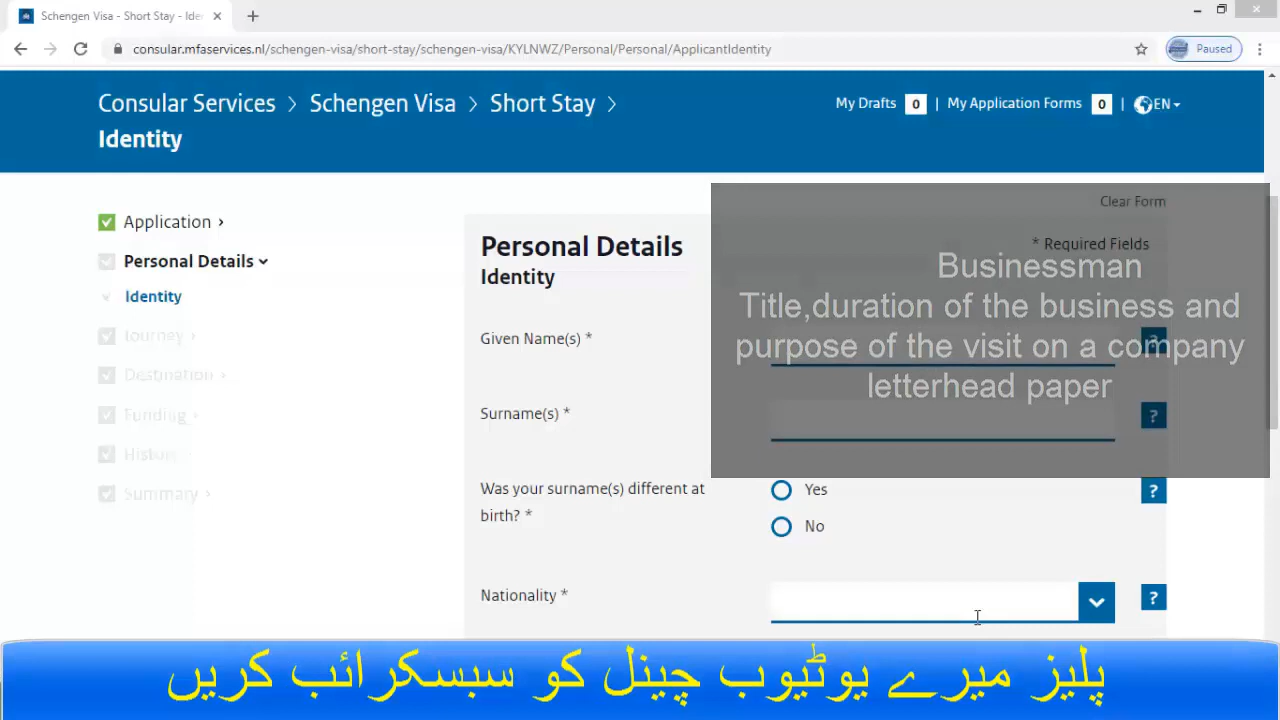 Schengen Visa - Short Stay - Ide
consular.mfaservices.nl/schengen-visa/short-stay/schengen-visa/KYLNWZ/Personal/Personal/ApplicantIdentity
Paused
Consular Services > Schengen Visa > Short Stay >
Identity
My Drafts 0 | My Application Forms 0 | EN
Application >
Personal Details
Identity
Journey >
Destination >
Funding >
History
Summary >
Clear Form
* Required Fields
Personal Details
Identity
Businessman
Title,duration of the business and
purpose of the visit on a company
letterhead paper
Given Name(s) *
?
Surname(s) *
?
Was your surname(s) different at
birth? *
Yes
No
?
Nationality *
?
پلیز میرے یوٹیوب چینل کو سبسکرائب کریں